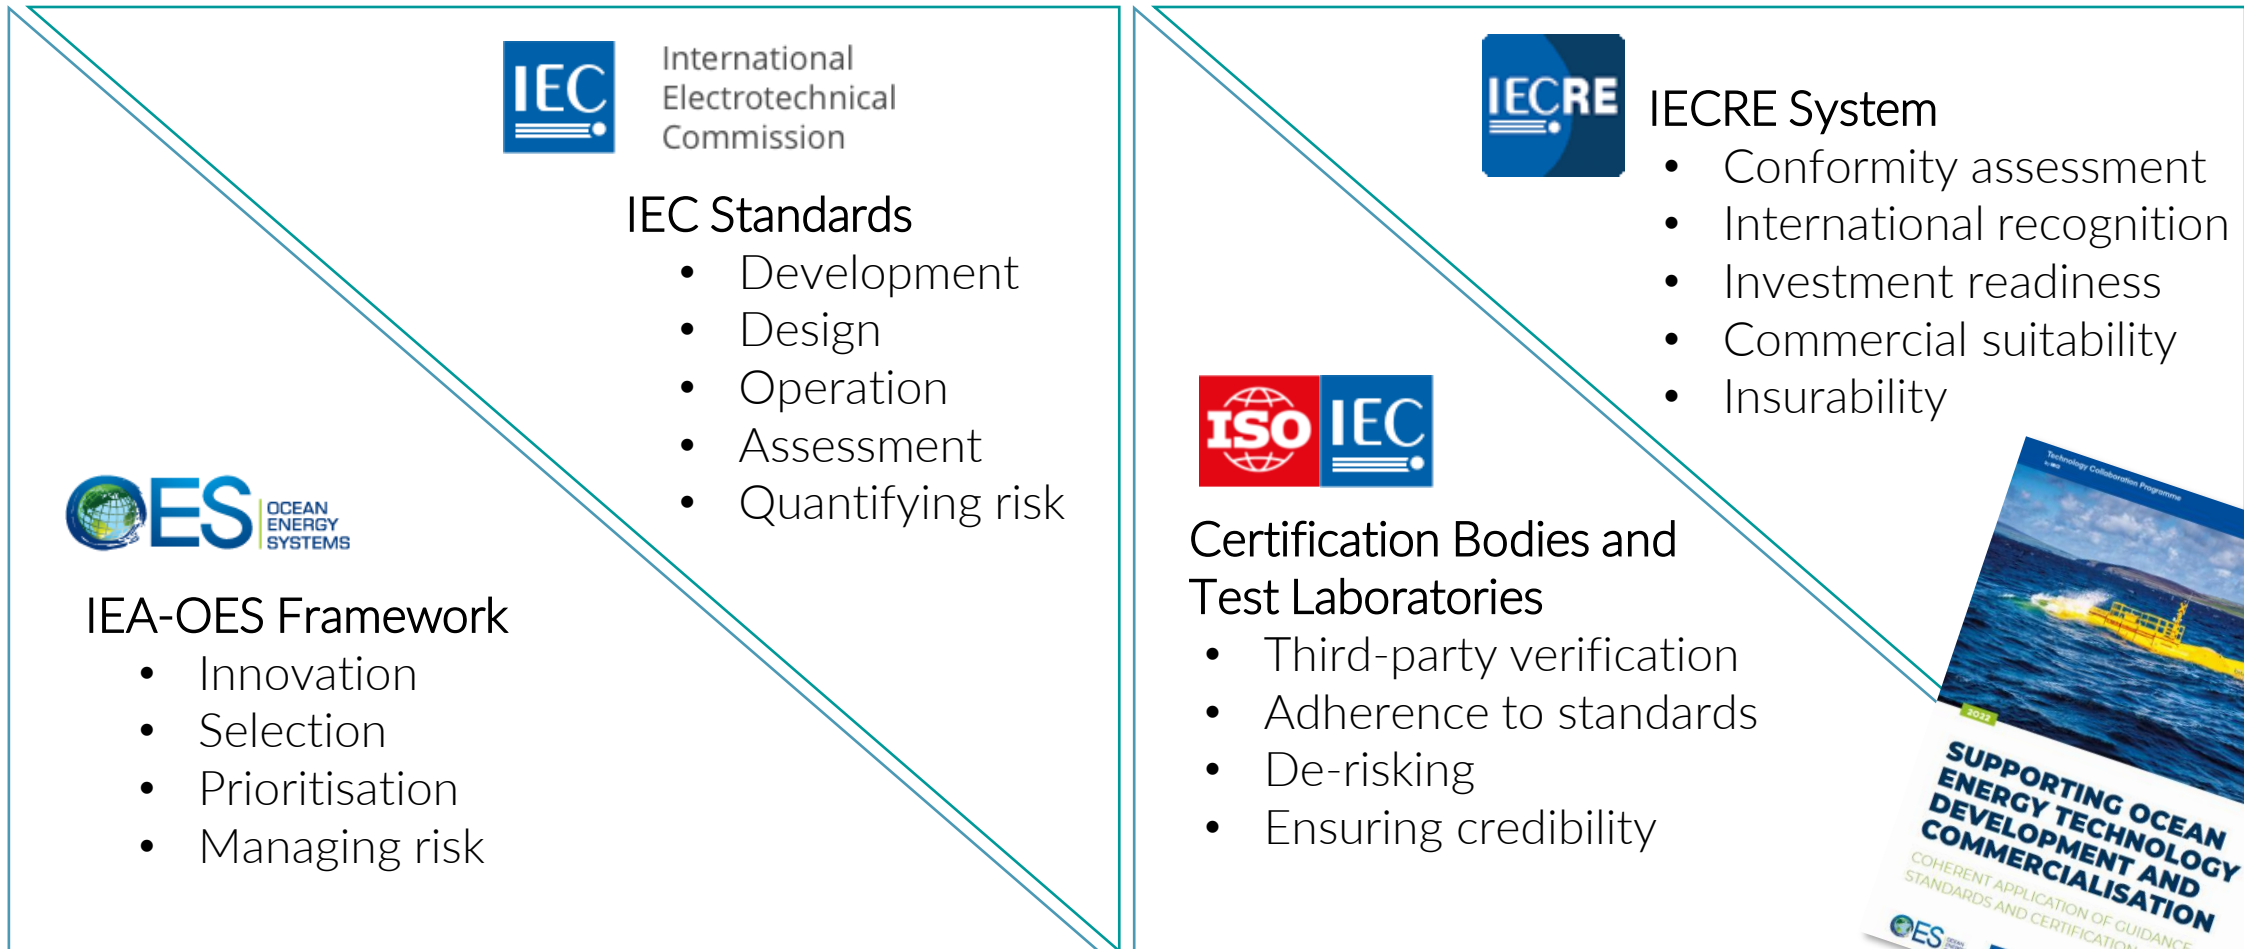 IEC
International
Electrotechnical
Commission
IEC Standards
• Development
• Design
• Operation
• Assessment
• Quantifying risk
OES
OCEAN
ENERGY
SYSTEMS
IEA-OES Framework
• Innovation
• Selection
• Prioritisation
• Managing risk
IECRE
IECRE System
• Conformity assessment
• International recognition
• Investment readiness
• Commercial suitability
• Insurability
ISO IEC
Certification Bodies and
Test Laboratories
• Third-party verification
• Adherence to standards
• De-risking
• Ensuring credibility
Technology Collaboration Programme
2022
SUPPORTING OCEAN
ENERGY TECHNOLOGY
DEVELOPMENT AND
COMMERCIALISATION
COHERENT APPLICATION OF GUIDANCE
STANDARDS AND CERTIFICATION
OES
OCEAN
ENERGY